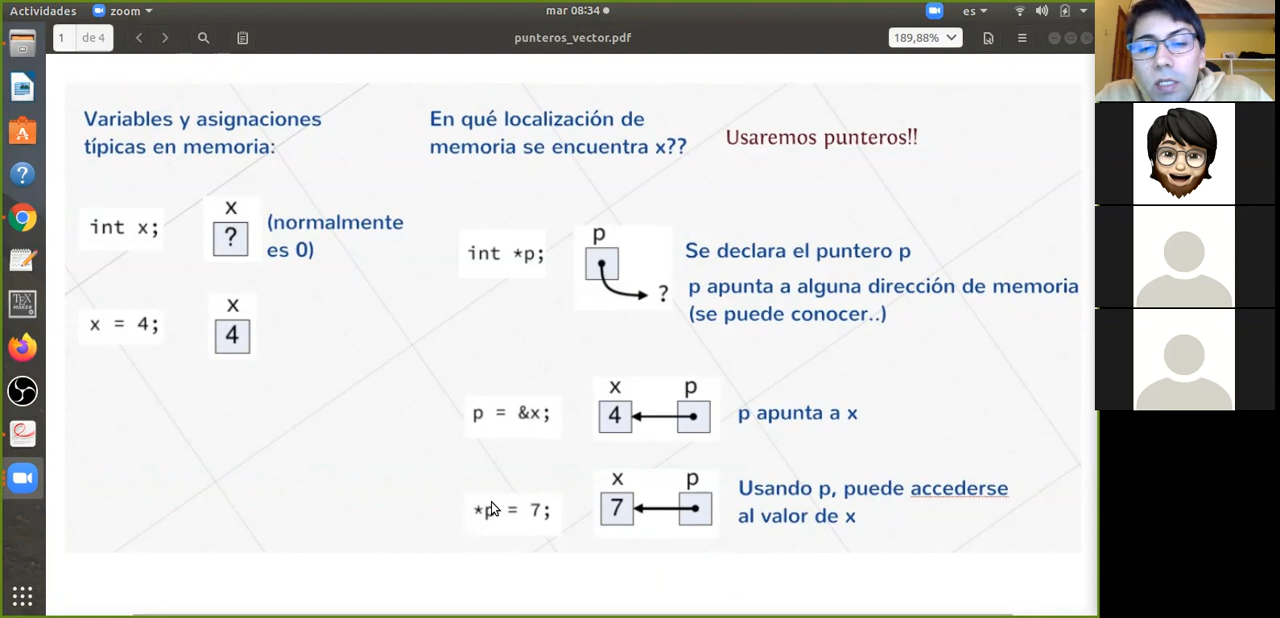 Actividades
zoom
mar 08:34
es
1
de 4
punteros_vector.pdf
189,88%
Variables y asignaciones
típicas en memoria:
En qué localización de
memoria se encuentra x??
Usaremos punteros!!
int x;
x
?
(normalmente
es 0)
x = 4;
x
4
int *p;
p
?
Se declara el puntero p
p apunta a alguna dirección de memoria
(se puede conocer..)
p = &x;
x
p
4
p apunta a x
*p = 7;
x
p
7
Usando p, puede accederse
al valor de x